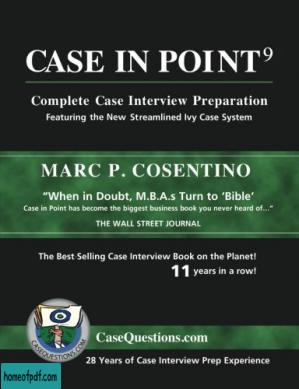 CASE IN POINT⁹
Complete Case Interview Preparation
Featuring the New Streamlined Ivy Case System
MARC P. COSENTINO
“When in Doubt, M.B.A.s Turn to ‘Bible’
Case in Point has become the biggest business book you never heard of...”
THE WALL STREET JOURNAL
The Best Selling Case Interview Book on the Planet!
11 years in a row!
CASEQUESTIONS.COM
CaseQuestions.com
28 Years of Case Interview Prep Experience
homeofpdf.com